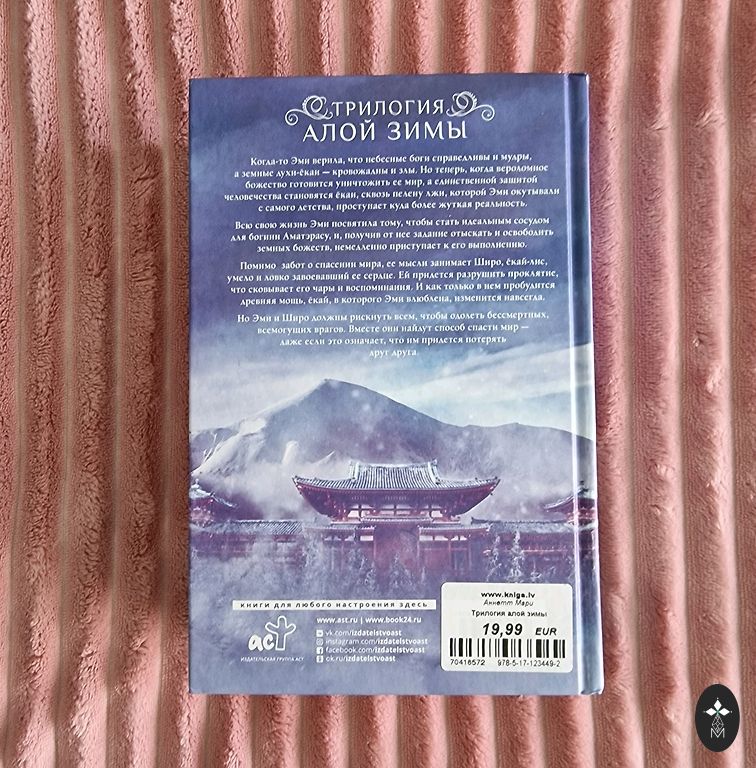 ТРИЛОГИЯ
АЛОЙ ЗИМЫ
Когда-то Эми верила, что небесные боги справедливы и мудры,
а земные духи-ёкаи — кровожадны и злы. Но теперь, когда вероломное
божество готовится уничтожить ее мир, а единственной защитой
человечества становятся ёкаи, сквозь пелену лжи, которой Эми окутывали
с самого детства, проступает куда более жуткая реальность.
Всю свою жизнь Эми посвятила тому, чтобы стать идеальным сосудом
для богини Аматэрасу, и, получив от нее задание отыскать и освободить
земных божеств, немедленно приступает к его выполнению.
Помимо забот о спасении мира, ее мысли занимает Широ, ёкай-лис,
умело и ловко завоевавший ее сердце. Ей придется разрушить проклятие,
что сковывает его чары и воспоминания. И как только в нем пробудится
древняя мощь, ёкай, в которого Эми влюблена, изменится навсегда.
Но Эми и Широ должны рискнуть всем, чтобы одолеть бессмертных,
всемогущих врагов. Вместе они найдут способ спасти мир —
даже если это означает, что им придется потерять
друг друга.
книги для любого настроения здесь
аст
ИЗДАТЕЛЬСКАЯ ГРУППА АСТ
www.ast.ru | www.book24.ru
vk.com/izdatelstvoast
instagram.com/izdatelstvoast
facebook.com/izdatelstvoast
ok.ru/izdatelstvoast
www.kniga.lv
Аннетт Мари
Трилогия алой зимы
19,99 EUR
70416572 978-5-17-123449-2
M